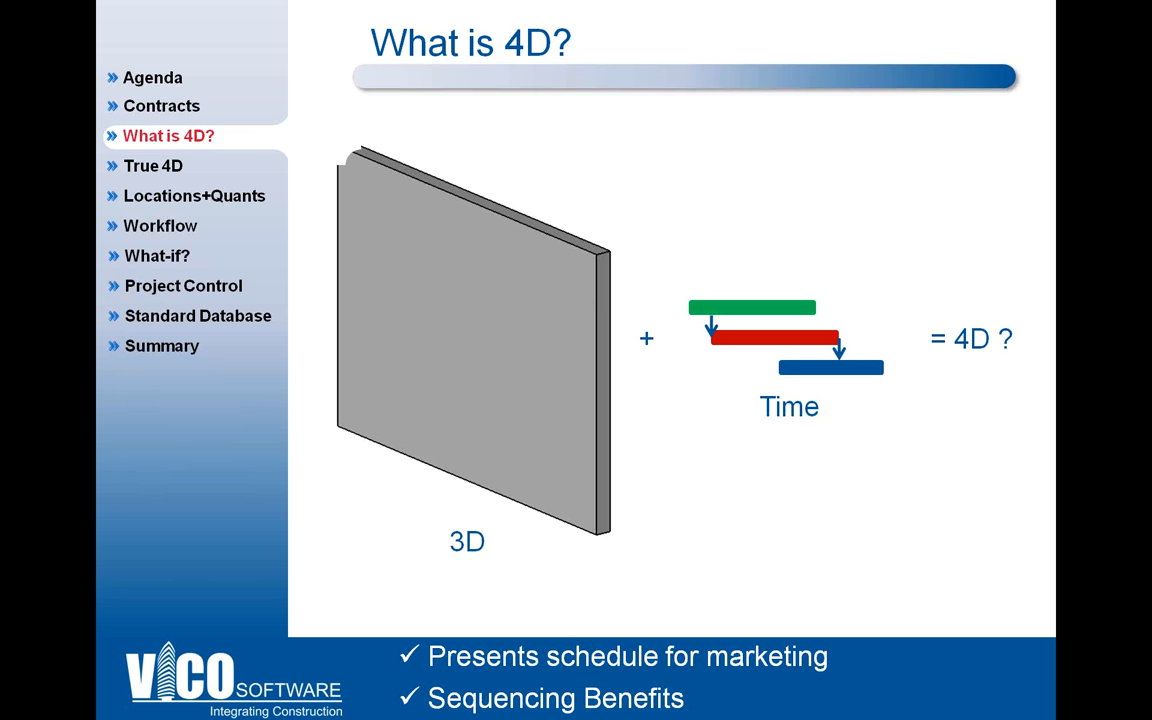 What is 4D?
Agenda
Contracts
What is 4D?
True 4D
Locations+Quants
Workflow
What-if?
Project Control
Standard Database
Summary
+
= 4D ?
Time
3D
✓ Presents schedule for marketing
✓ Sequencing Benefits
VICO SOFTWARE
Integrating Construction